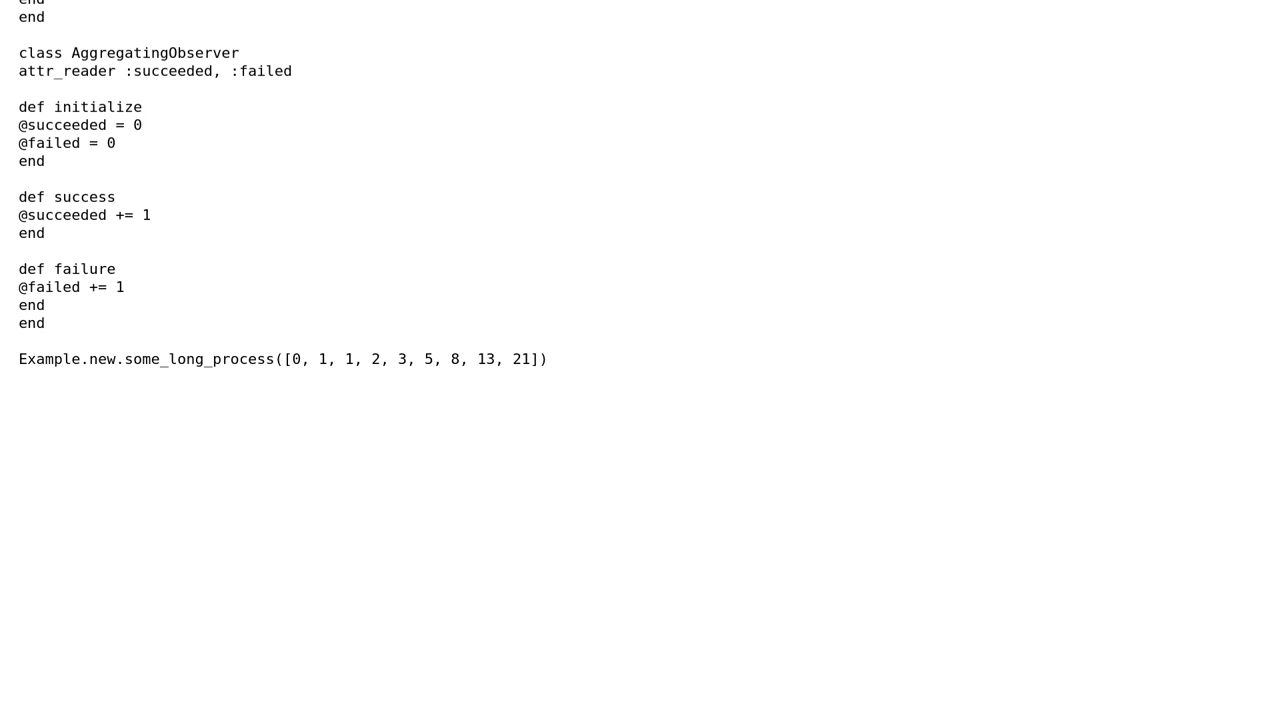 end
end

class AggregatingObserver
attr_reader :succeeded, :failed

def initialize
@succeeded = 0
@failed = 0
end

def success
@succeeded += 1
end

def failure
@failed += 1
end
end

Example.new.some_long_process([0, 1, 1, 2, 3, 5, 8, 13, 21])